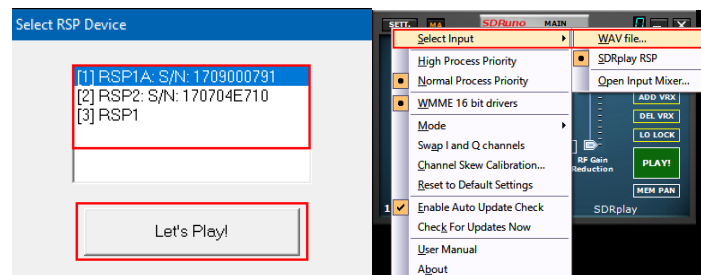 Select RSP Device
[1] RSP1A: S/N: 1709000791
[2] RSP2: S/N: 170704E710
[3] RSP1
Let's Play!
SETT. MA SDRuno MAIN
Select Input
High Process Priority
Normal Process Priority
WMME 16 bit drivers
Mode
Swap I and Q channels
Channel Skew Calibration...
Reset to Default Settings
Enable Auto Update Check
Check For Updates Now
User Manual
About
WAV file...
SDRplay RSP
Open Input Mixer...
ADD VRX
DEL VRX
LO LOCK
RF Gain
Reduction
PLAY!
MEM PAN
SDRplay